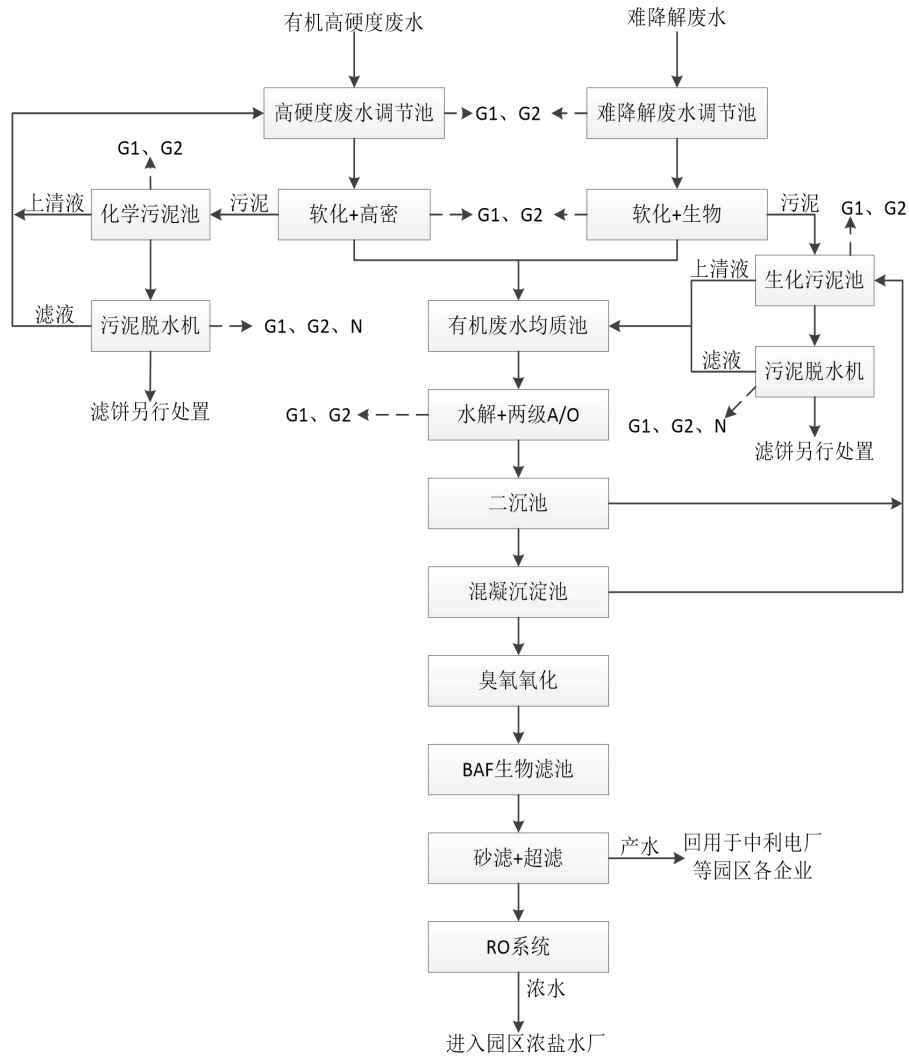 有机高硬度废水
难降解废水
高硬度废水调节池
G1、G2
难降解废水调节池
G1、G2
上清液
化学污泥池
污泥
软化+高密
G1、G2
软化+生物
污泥
G1、G2
上清液
生化污泥池
滤液
污泥脱水机
G1、G2、N
有机废水均质池
滤液
污泥脱水机
滤饼另行处置
G1、G2
水解+两级A/O
G1、G2、N
滤饼另行处置
二沉池
混凝沉淀池
臭氧氧化
BAF生物滤池
砂滤+超滤
产水
回用于中利电厂
等园区各企业
RO系统
浓水
进入园区浓盐水厂